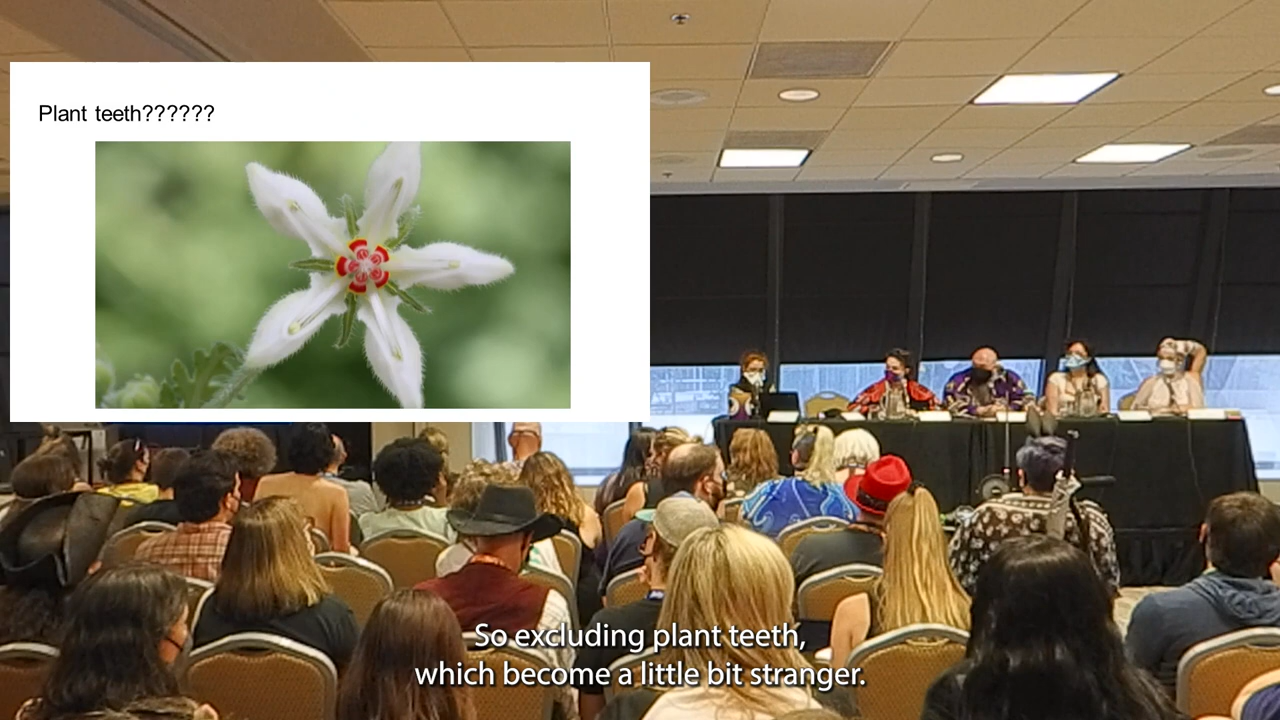 Plant teeth??????
So excluding plant teeth,
which become a little bit stranger.